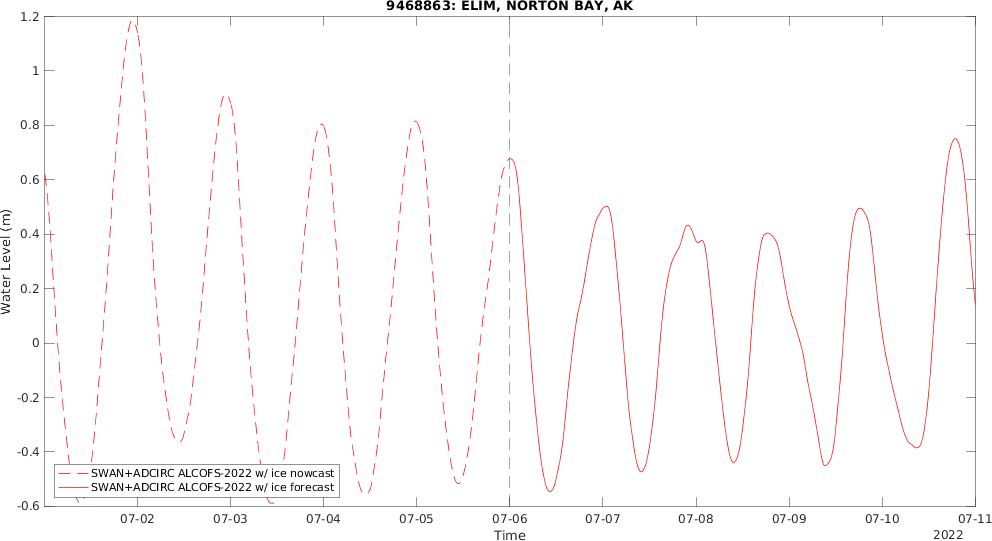 9468863: ELIM, NORTON BAY, AK
1.2
1
0.8
0.6
0.4
0.2
0
-0.2
-0.4
-0.6
Water Level (m)
SWAN+ADCIRC ALCOFS-2022 w/ ice nowcast
SWAN+ADCIRC ALCOFS-2022 w/ ice forecast
07-02 07-03 07-04 07-05 07-06 07-07 07-08 07-09 07-10 07-11
Time
2022